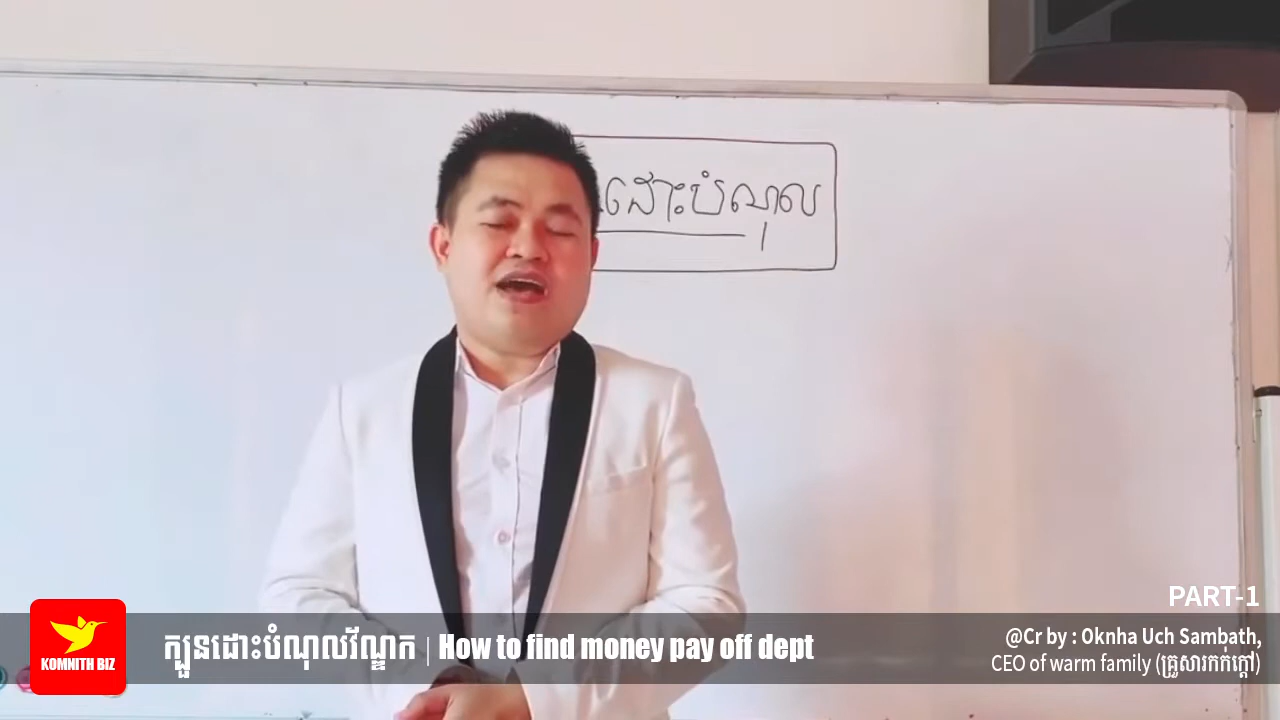 ដោះបំណុល
PART-1
KOMNITH BIZ
ក្បួនដោះបំណុលវីណ្ឌក | How to find money pay off dept
@Cr by : Oknha Uch Sambath,
CEO of warm family (គ្រួសារកក់ក្តៅ)